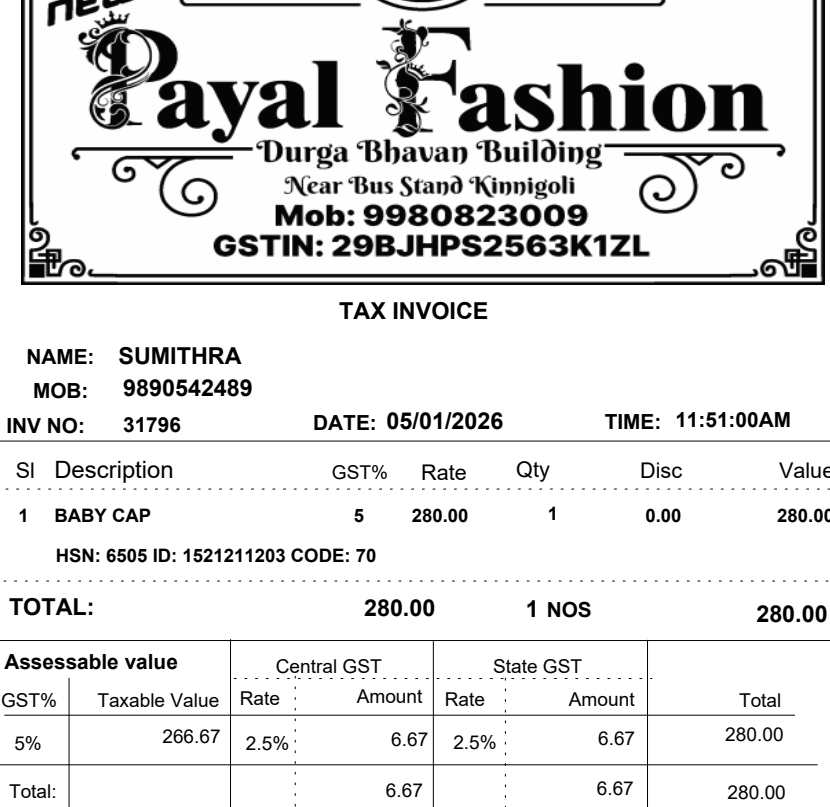 new
Payal Fashion
Durga Bhavan Building
Near Bus Stand Kinnigoli
Mob: 9980823009
GSTIN: 29BJHPS2563K1ZL
TAX INVOICE
NAME: SUMITHRA
MOB: 9890542489
INV NO: 31796 DATE: 05/01/2026 TIME: 11:51:00AM
Sl Description GST% Rate Qty Disc Value
1 BABY CAP 5 280.00 1 0.00 280.00
HSN: 6505 ID: 1521211203 CODE: 70
TOTAL: 280.00 1 NOS 280.00
Assessable value Central GST State GST
GST% Taxable Value Rate Amount Rate Amount Total
5% 266.67 2.5% 6.67 2.5% 6.67 280.00
Total: 6.67 6.67 280.00